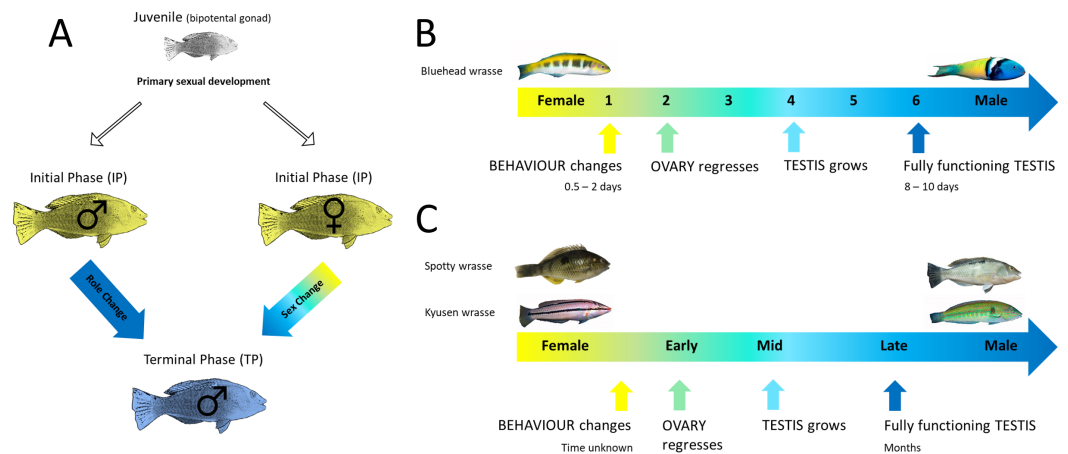 A
Juvenile (bipotental gonad)
Primary sexual development
Initial Phase (IP)
Initial Phase (IP)
Role Change
Sex Change
Terminal Phase (TP)
B
Bluehead wrasse
Female 1 2 3 4 5 6 Male
BEHAVIOUR changes
0.5 – 2 days
OVARY regresses
TESTIS grows
Fully functioning TESTIS
8 – 10 days
C
Spotty wrasse
Kyusen wrasse
Female Early Mid Late Male
BEHAVIOUR changes
Time unknown
OVARY
regresses
TESTIS grows
Fully functioning TESTIS
Months